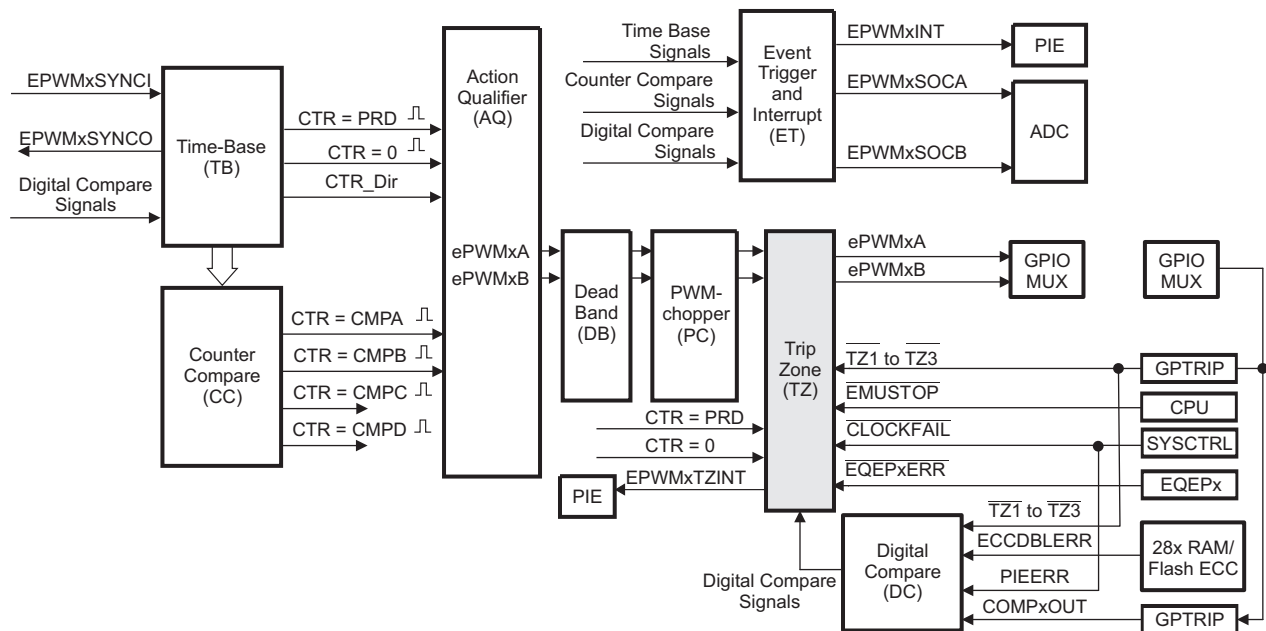 EPWMxSYNCI
EPWMxSYNCO
Digital Compare
Signals
Time-Base
(TB)
CTR = PRD
CTR = 0
CTR_Dir
Counter
Compare
(CC)
CTR = CMPA
CTR = CMPB
CTR = CMPC
CTR = CMPD
Action
Qualifier
(AQ)
ePWMxA
ePWMxB
Time Base
Signals
Counter Compare
Signals
Digital Compare
Signals
Event
Trigger
and
Interrupt
(ET)
EPWMxINT
EPWMxSOCA
EPWMxSOCB
PIE
ADC
Dead
Band
(DB)
PWM-
chopper
(PC)
CTR = PRD
CTR = 0
EPWMxTZINT
PIE
Trip
Zone
(TZ)
ePWMxA
ePWMxB
GPIO
MUX
GPIO
MUX
TZ1 to TZ3
GPTRIP
EMUSTOP
CPU
CLOCKFAIL
SYSCTRL
EQEPxERR
EQEPx
Digital Compare
Signals
Digital
Compare
(DC)
TZ1 to TZ3
ECCDBLERR
28x RAM/
Flash ECC
PIEERR
COMPxOUT
GPTRIP